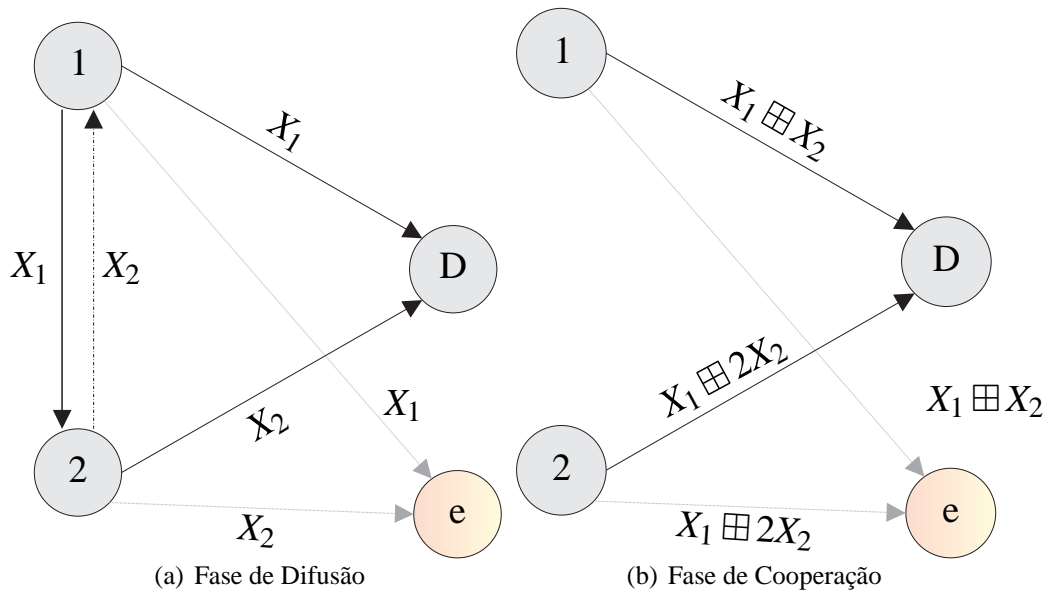 1
X₁
X₁
X₂
D
X₁
X₂
2
X₂
e
(a) Fase de Difusão
1
X₁ ⊞ X₂
D
X₁ ⊞ 2X₂
X₁ ⊞ X₂
2
X₁ ⊞ 2X₂
e
(b) Fase de Cooperação